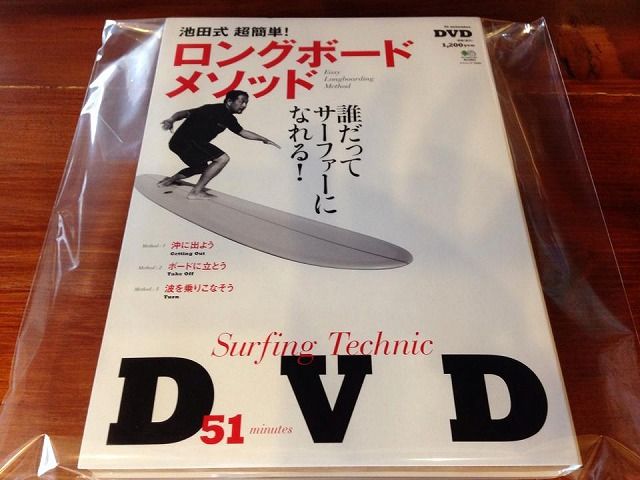 池田式 超簡単!
DVD
1,200yen
ロングボード
メソッド
Easy
Longboarding
Method
誰だって
サーファーに
なれる!
Method : 1 沖に出よう
Getting Out
Method : 2 ボードに立とう
Take Off
Method : 3 波を乗りこなそう
Turn
Surfing Technic
DVD
51 minutes